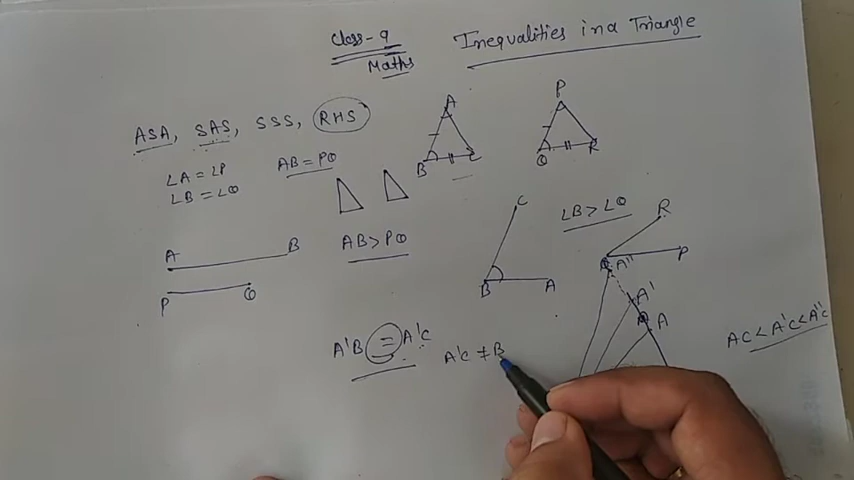 Class-9
Maths
Inequalities in a Triangle
ASA, SAS, SSS, RHS
∠A = ∠P
∠B = ∠Q
AB = PQ
A
B
C
P
Q
R
A
B
P
Q
AB > PQ
C
B
A
∠B > ∠Q
R
P
A''
A'
A
AC < A'C < A''C
A'B = A'C
A'C ≠ B